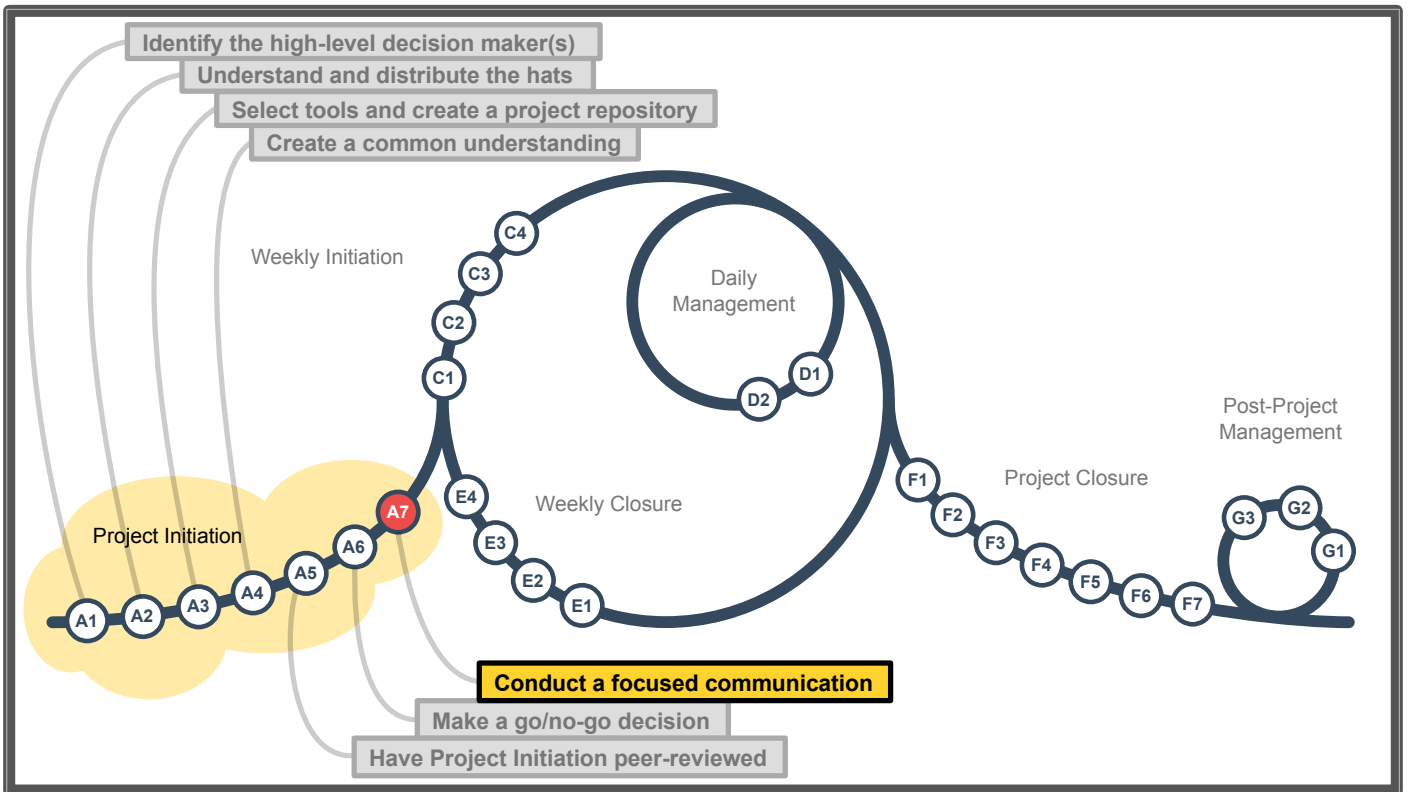 Identify the high-level decision maker(s)
Understand and distribute the hats
Select tools and create a project repository
Create a common understanding
Weekly Initiation
C4
C3
C2
C1
Daily
Management
D1
D2
Post-Project
Management
Project Closure
Weekly Closure
Project Initiation
A1
A2
A3
A4
A5
A6
A7
E4
E3
E2
E1
F1
F2
F3
F4
F5
F6
F7
G3
G2
G1
Conduct a focused communication
Make a go/no-go decision
Have Project Initiation peer-reviewed